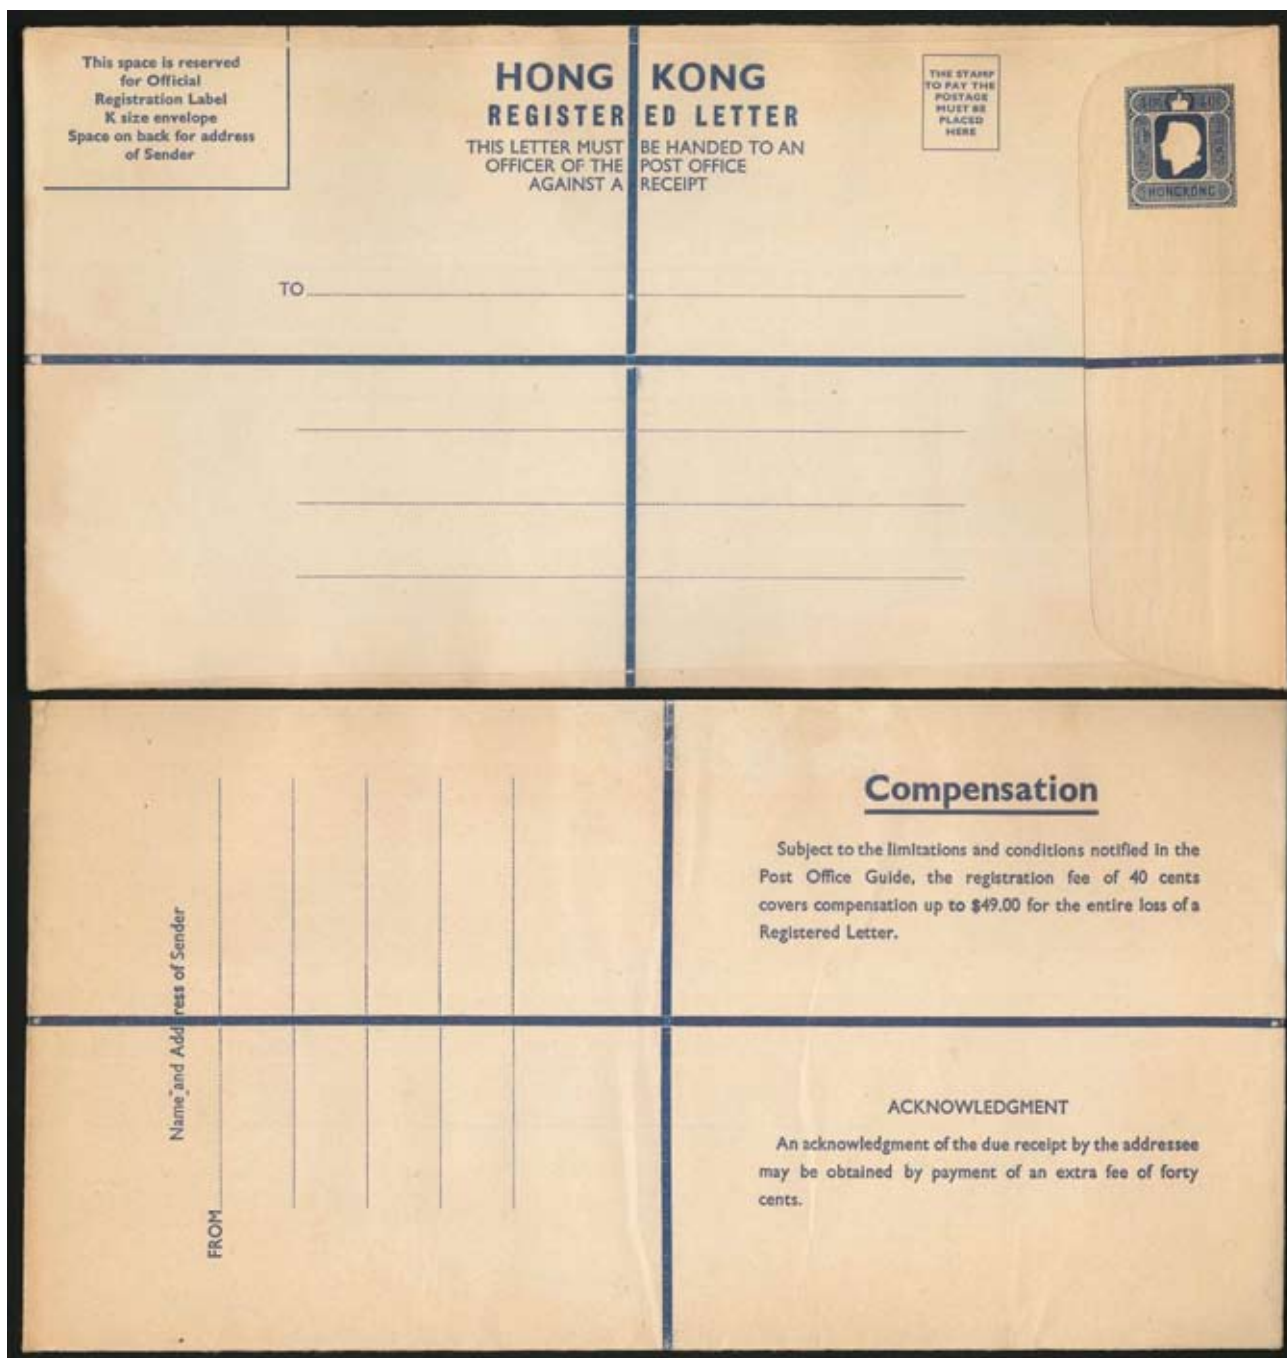 This space is reserved
for Official
Registration Label
K size envelope
Space on back for address
of Sender
HONG KONG
REGISTERED LETTER
THIS LETTER MUST BE HANDED TO AN
OFFICER OF THE POST OFFICE
AGAINST A RECEIPT
THE STAMP
TO PAY THE
POSTAGE
MUST BE
PLACED
HERE
HONGKONG
TO
Name and Address of Sender
FROM
Compensation
Subject to the limitations and conditions notified in the
Post Office Guide, the registration fee of 40 cents
covers compensation up to $49.00 for the entire loss of a
Registered Letter.
ACKNOWLEDGMENT
An acknowledgment of the due receipt by the addressee
may be obtained by payment of an extra fee of forty
cents.